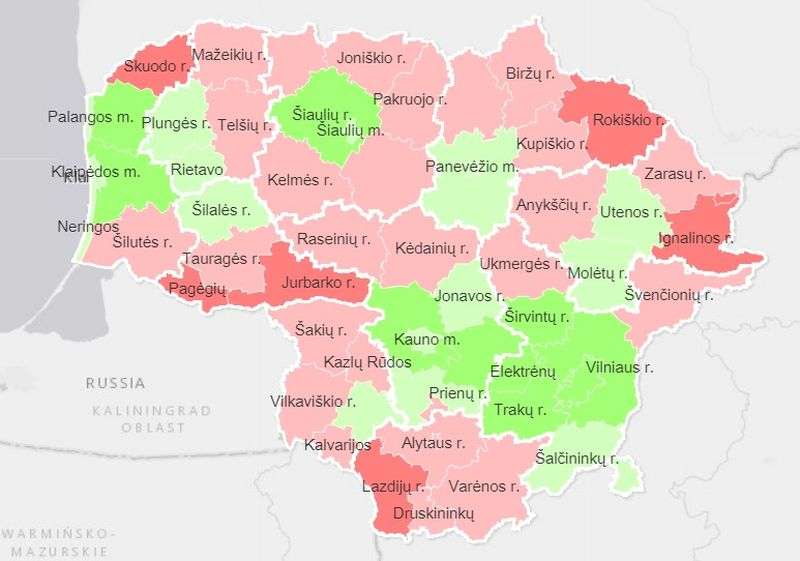 Skuodo r.
Mažeikių r.
Joniškio r.
Biržų r.
Palangos m.
Plungės r.
Telšių r.
Šiaulių r.
Šiaulių m.
Pakruojo r.
Rokiškio r.
Kupiškio r.
Klaipėdos m.
Rietavo
Kelmės r.
Panevėžio m.
Zarasų r.
Neringos
Šilutės r.
Šilalės r.
Anykščių r.
Utenos r.
Raseinių r.
Kėdainių r.
Ignalinos r.
Tauragės r.
Ukmergės r.
Molėtų r.
Pagėgių
Jurbarko r.
Jonavos r.
Švenčionių r.
Šakių r.
Kauno m.
Širvintų r.
Kazlų Rūdos
Elektrėnų
Vilniaus r.
RUSSIA
KALININGRAD
OBLAST
Vilkaviškio r.
Prienų r.
Trakų r.
Kalvarijos
Alytaus r.
Šalčininkų r.
Lazdijų r.
Varėnos r.
Druskininkų
WARMIŃSKO-
MAZURSKIE